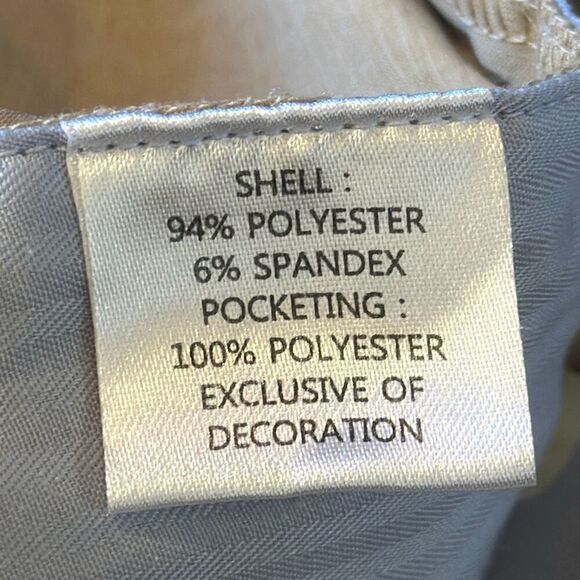 SHELL :
94% POLYESTER
6% SPANDEX
POCKETING :
100% POLYESTER
EXCLUSIVE OF
DECORATION